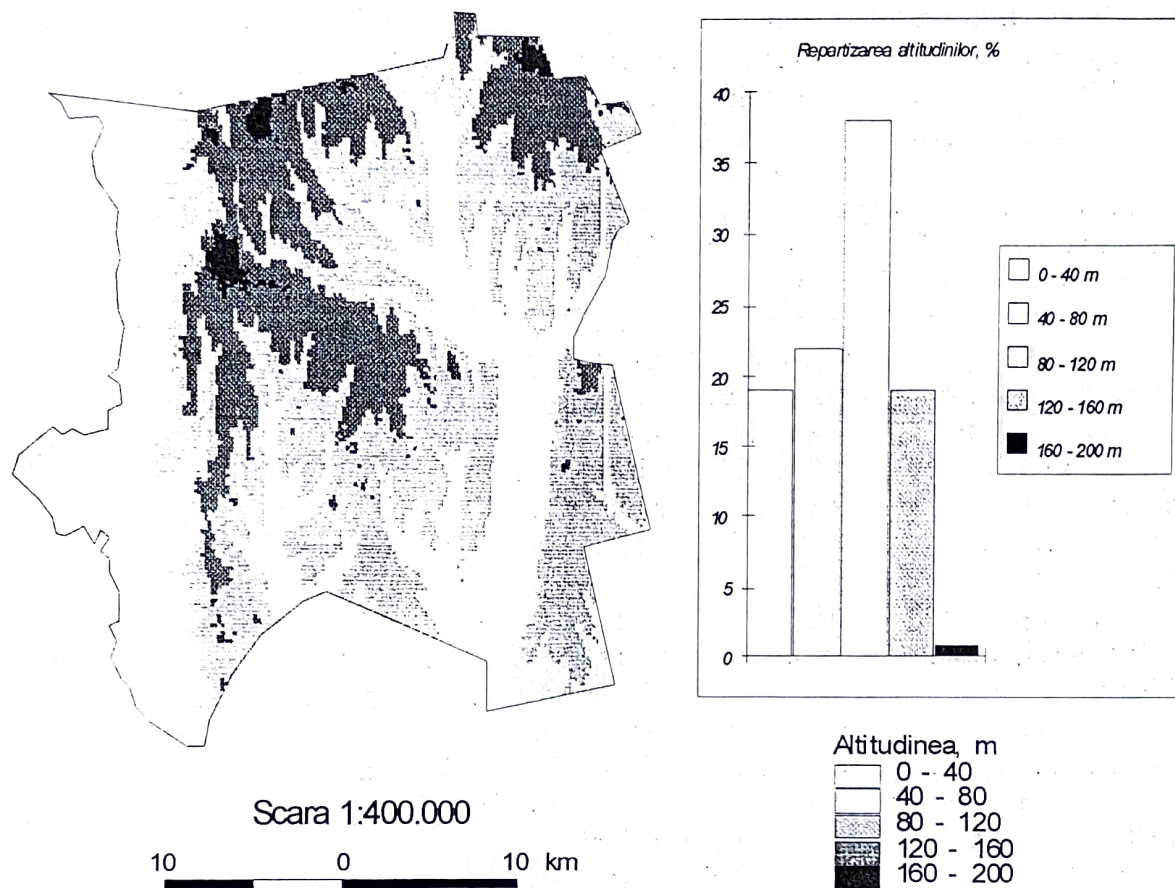 Repartizarea altitudinilor, %
40
35
30
25
20
15
10
5
0
0 - 40 m
40 - 80 m
80 - 120 m
120 - 160 m
160 - 200 m
Altitudinea, m
0 - 40
40 - 80
80 - 120
120 - 160
160 - 200
Scara 1:400.000
10 0 10 km